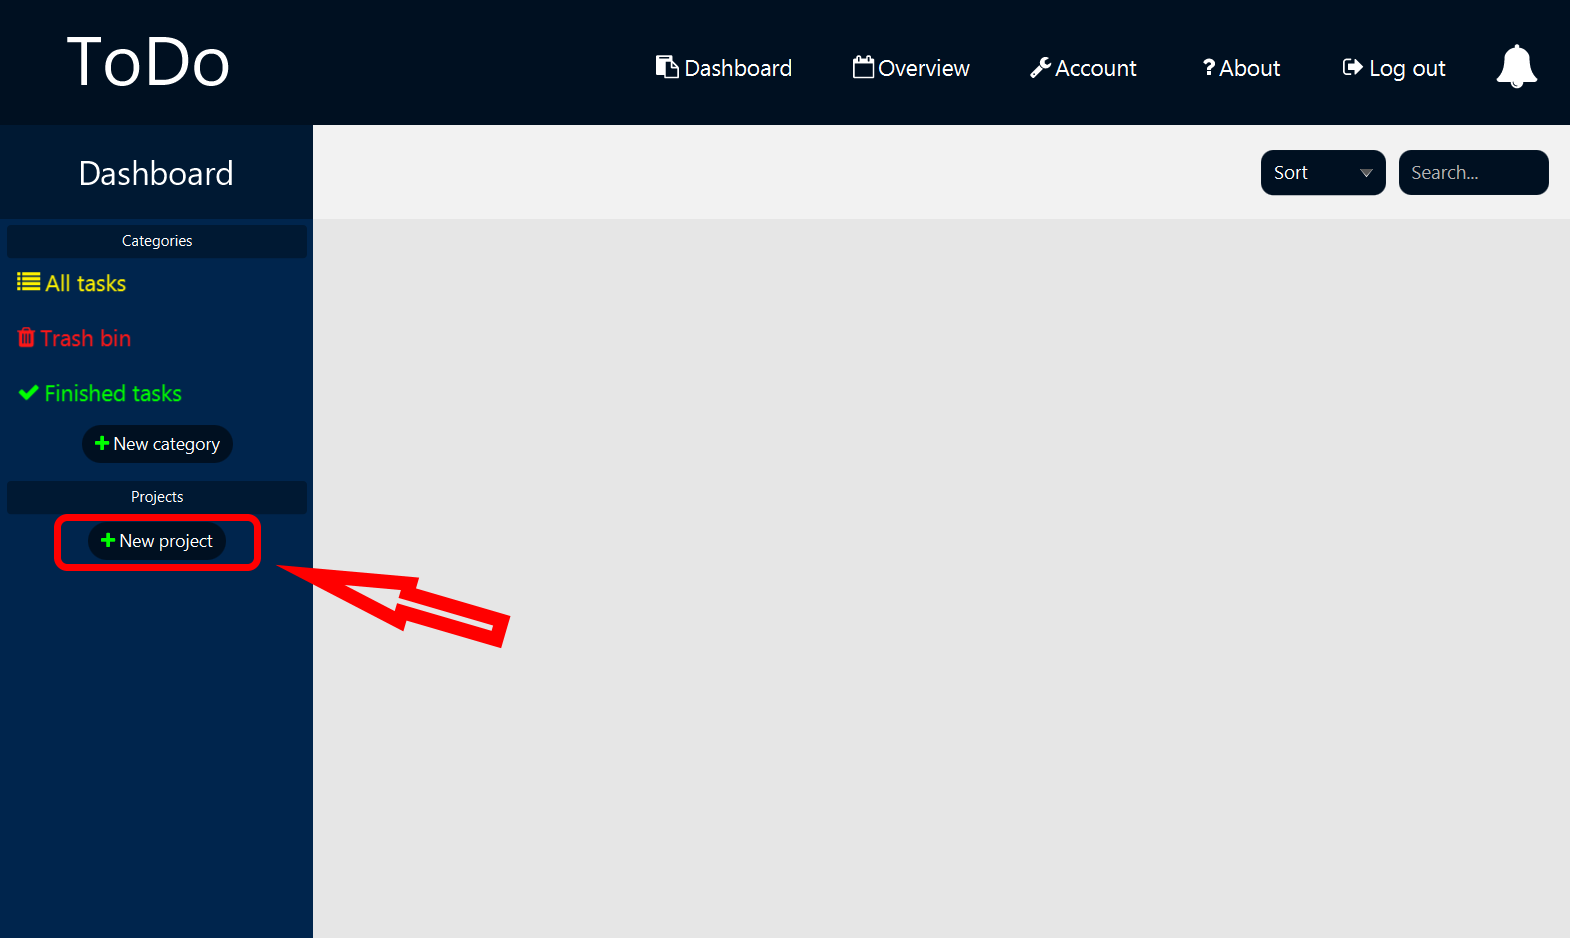 ToDo
Dashboard
Overview
Account
? About
Log out
Dashboard
Sort
Search...
Categories
All tasks
Trash bin
Finished tasks
+ New category
Projects
+ New project